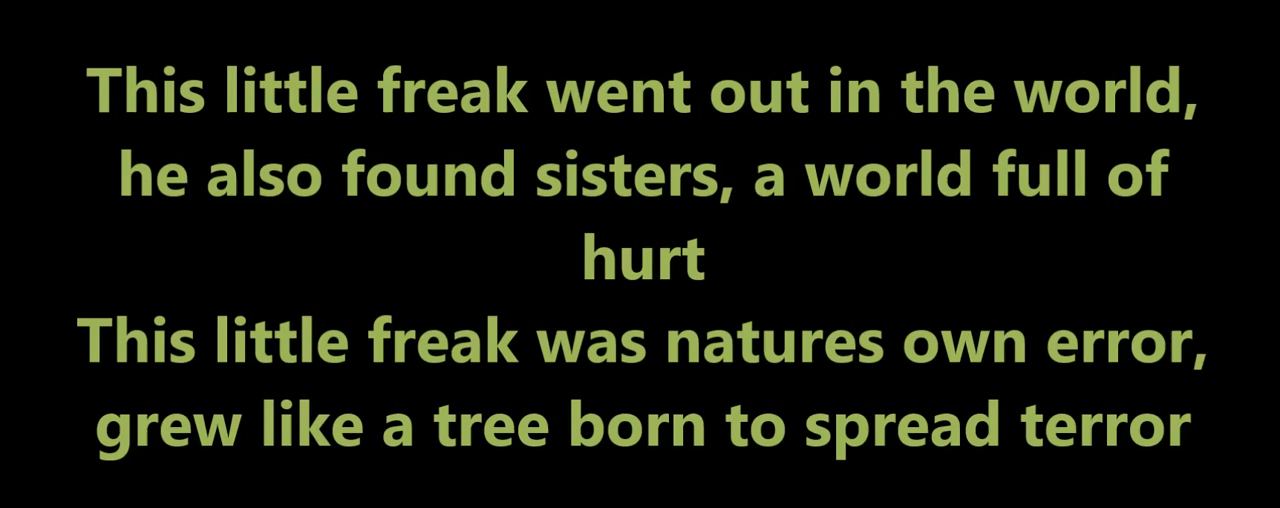 This little freak went out in the world,
he also found sisters, a world full of
hurt
This little freak was natures own error,
grew like a tree born to spread terror